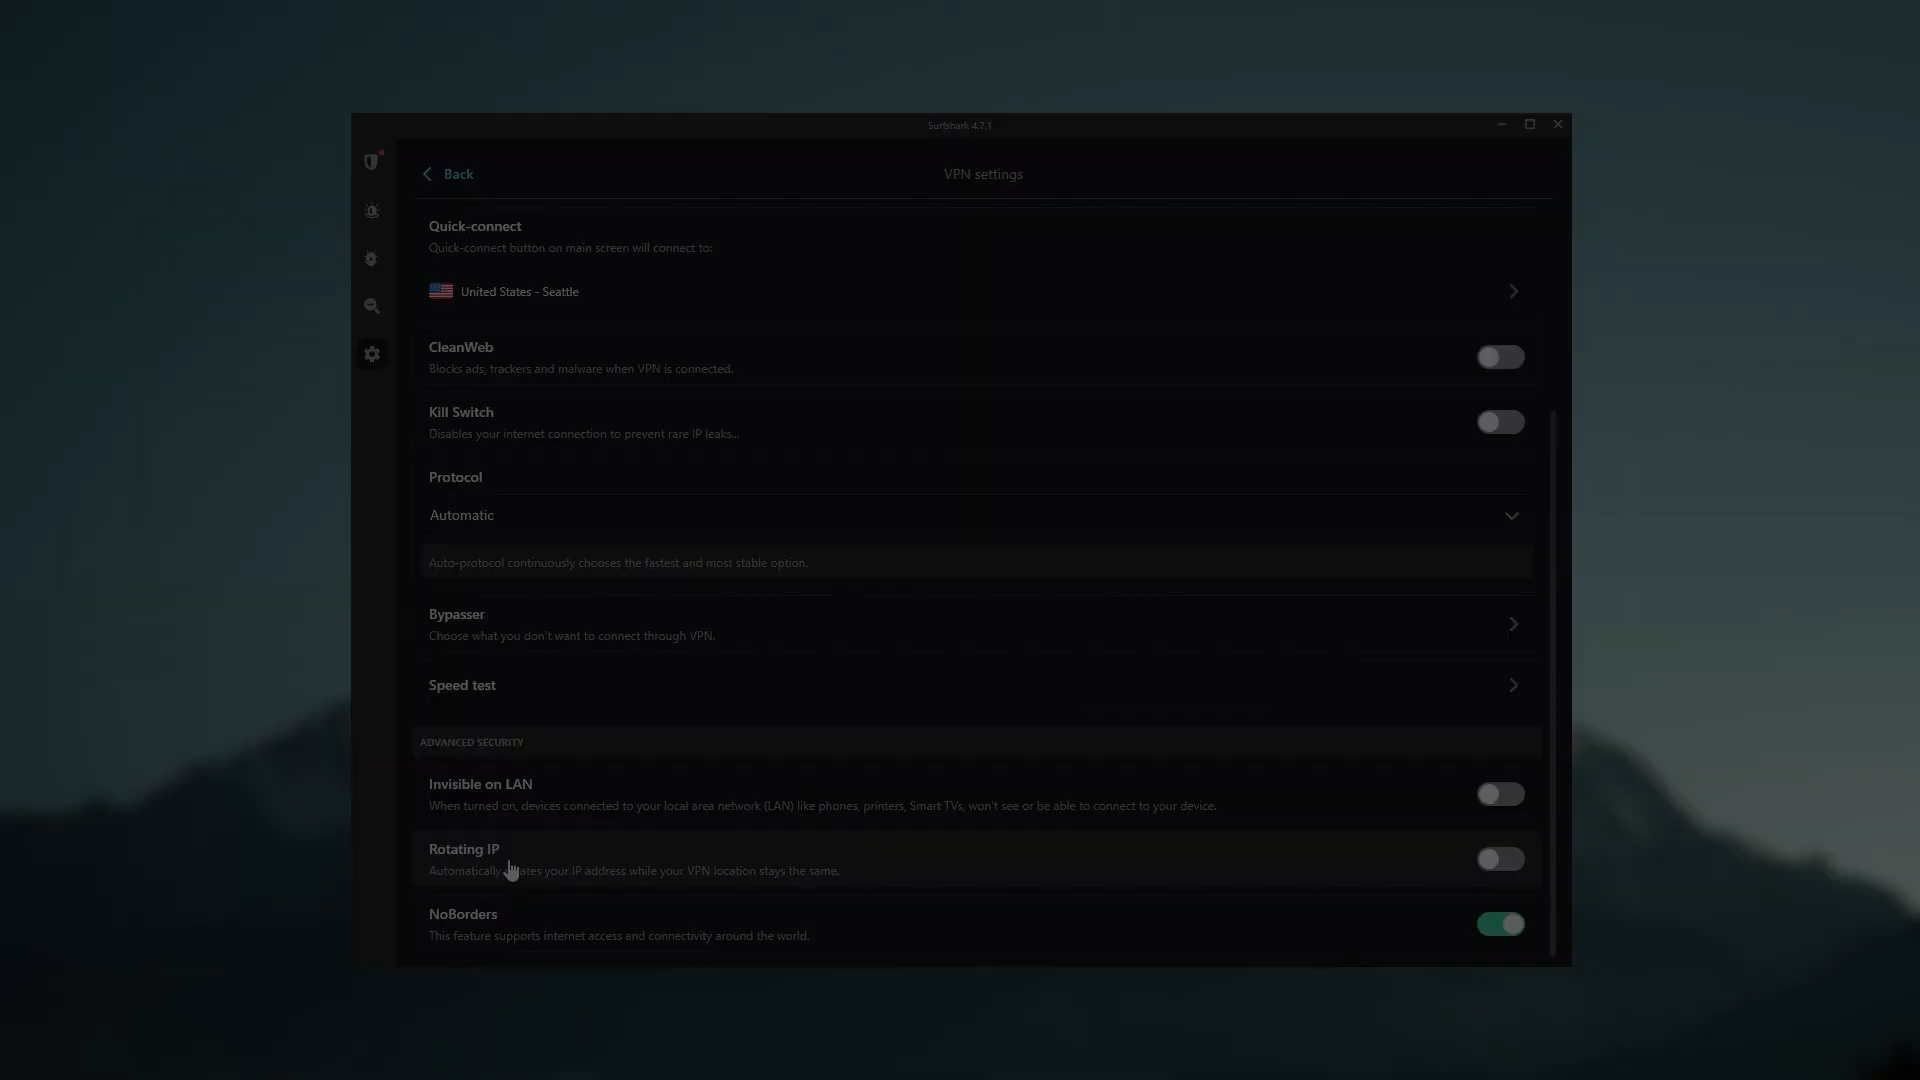 Surfshark 4.7.1
Back
VPN settings
Quick-connect
Quick-connect button on main screen will connect to:
United States - Seattle
CleanWeb
Blocks ads, trackers and malware when VPN is connected.
Kill Switch
Disables your internet connection to prevent rare IP leaks...
Protocol
Automatic
Auto-protocol continuously chooses the fastest and most stable option.
Bypasser
Choose what you don't want to connect through VPN.
Speed test
ADVANCED SECURITY
Invisible on LAN
When turned on, devices connected to your local area network (LAN) like phones, printers, Smart TVs, won't see or be able to connect to your device.
Rotating IP
Automatically your IP address while your VPN location stays the same.
NoBorders
This feature supports internet access and connectivity around the world.